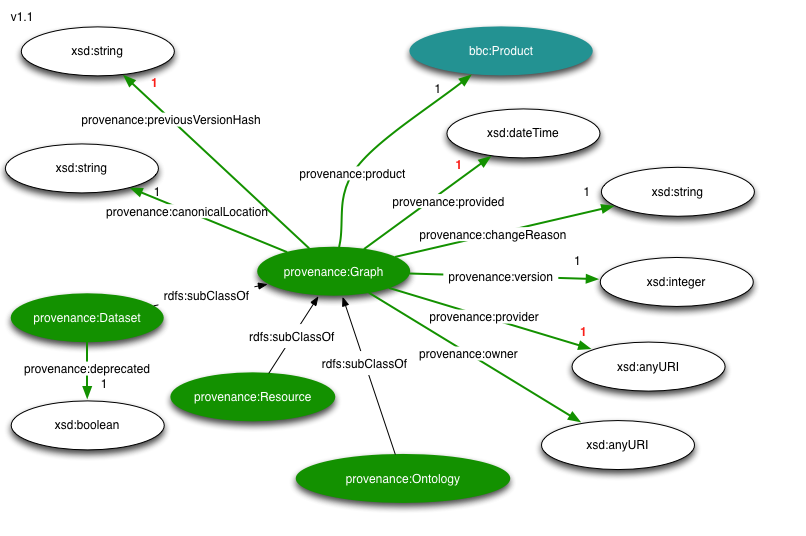 v1.1
xsd:string
bbc:Product
1
1
provenance:previousVersionHash
xsd:dateTime
xsd:string
1
provenance:product
1
xsd:string
1
provenance:canonicalLocation
provenance:provided
provenance:changeReason
1
provenance:Graph
provenance:version
xsd:integer
rdfs:subClassOf
provenance:Dataset
provenance:provider
1
rdfs:subClassOf
provenance:owner
rdfs:subClassOf
provenance:deprecated
xsd:anyURI
1
provenance:Resource
xsd:boolean
xsd:anyURI
provenance:Ontology